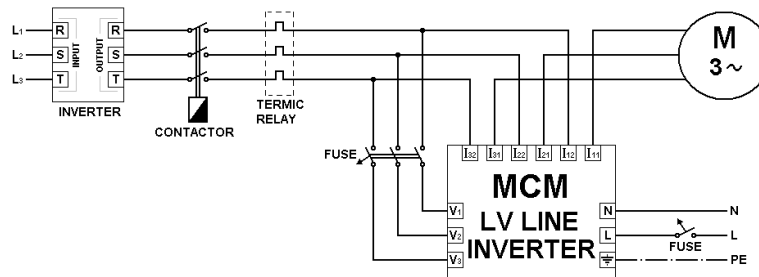 L1 R INPUT OUTPUT R
L2 S S
L3 T T
INVERTER
CONTACTOR
TERMIC
RELAY
M
3~
FUSE
I32 I31 I22 I21 I12 I11
MCM
LV LINE
INVERTER
V1
V2
V3
N N
L L
FUSE
PE